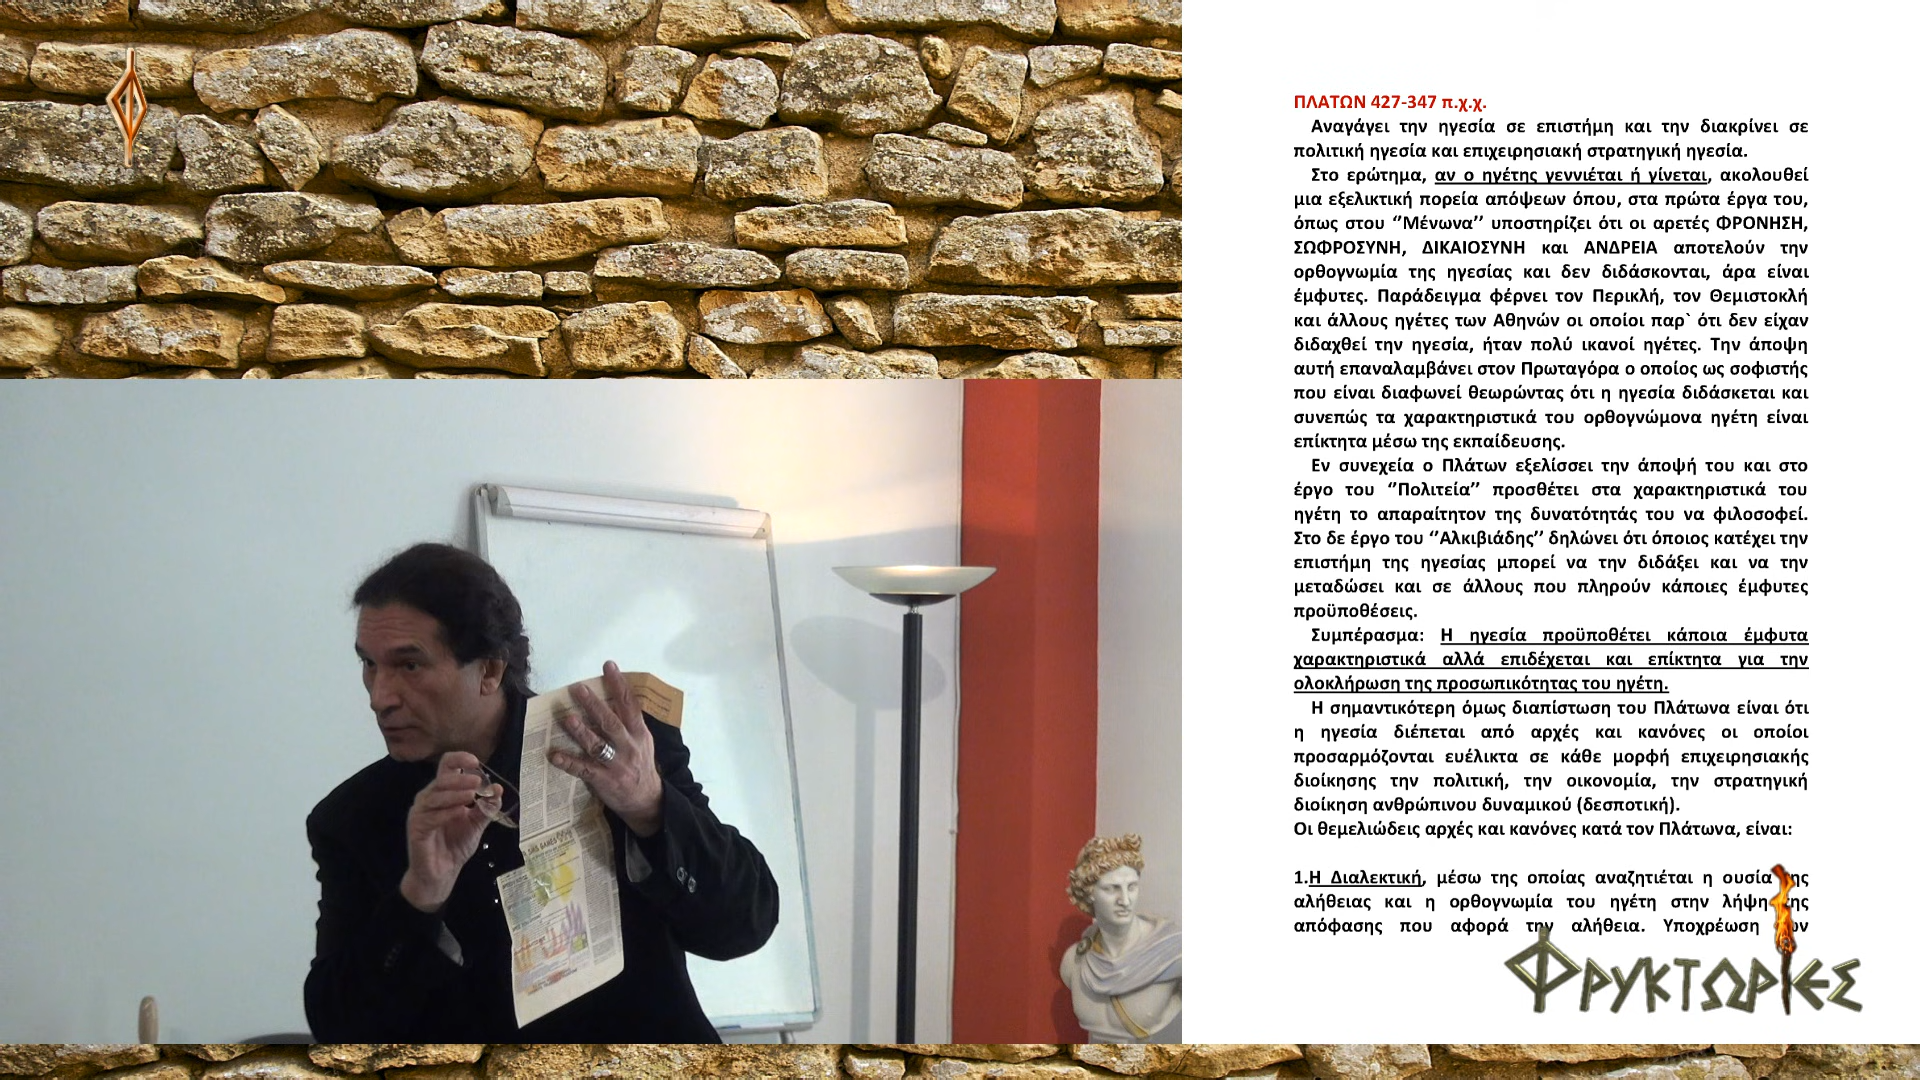 ΠΛΑΤΩΝ 427-347 π.χ.χ.
Αναγάγει την ηγεσία σε επιστήμη και την διακρίνει σε
πολιτική ηγεσία και επιχειρησιακή στρατηγική ηγεσία.
Στο ερώτημα, αν ο ηγέτης γεννιέται ή γίνεται, ακολουθεί
μια εξελικτική πορεία απόψεων όπου, στα πρώτα έργα του,
όπως στου ‘’Μένωνα’’ υποστηρίζει ότι οι αρετές ΦΡΟΝΗΣΗ,
ΣΩΦΡΟΣΥΝΗ, ΔΙΚΑΙΟΣΥΝΗ και ΑΝΔΡΕΙΑ αποτελούν την
ορθογνωμία της ηγεσίας και δεν διδάσκονται, άρα είναι
έμφυτες. Παράδειγμα φέρνει τον Περικλή, τον Θεμιστοκλή
και άλλους ηγέτες των Αθηνών οι οποίοι παρ` ότι δεν είχαν
διδαχθεί την ηγεσία, ήταν πολύ ικανοί ηγέτες. Την άποψη
αυτή επαναλαμβάνει στον Πρωταγόρα ο οποίος ως σοφιστής
που είναι διαφωνεί θεωρώντας ότι η ηγεσία διδάσκεται και
συνεπώς τα χαρακτηριστικά του ορθογνώμονα ηγέτη είναι
επίκτητα μέσω της εκπαίδευσης.
Εν συνεχεία ο Πλάτων εξελίσσει την άποψή του και στο
έργο του ‘’Πολιτεία’’ προσθέτει στα χαρακτηριστικά του
ηγέτη το απαραίτητον της δυνατότητάς του να φιλοσοφεί.
Στο δε έργο του ‘’Αλκιβιάδης’’ δηλώνει ότι όποιος κατέχει την
επιστήμη της ηγεσίας μπορεί να την διδάξει και να την
μεταδώσει και σε άλλους που πληρούν κάποιες έμφυτες
προϋποθέσεις.
Συμπέρασμα: Η ηγεσία προϋποθέτει κάποια έμφυτα
χαρακτηριστικά αλλά επιδέχεται και επίκτητα για την
ολοκλήρωση της προσωπικότητας του ηγέτη.
Η σημαντικότερη όμως διαπίστωση του Πλάτωνα είναι ότι
η ηγεσία διέπεται από αρχές και κανόνες οι οποίοι
προσαρμόζονται ευέλικτα σε κάθε μορφή επιχειρησιακής
διοίκησης την πολιτική, την οικονομία, την στρατηγική
διοίκηση ανθρώπινου δυναμικού (δεσποτική).
Οι θεμελιώδεις αρχές και κανόνες κατά τον Πλάτωνα, είναι:
1.Η Διαλεκτική, μέσω της οποίας αναζητιέται η ουσία
αλήθειας και η ορθογνωμία του ηγέτη στην λήψη
απόφασης που αφορά την αλήθεια. Υποχρέωση
ΦΡΥΚΤΩΡΙΕΣ